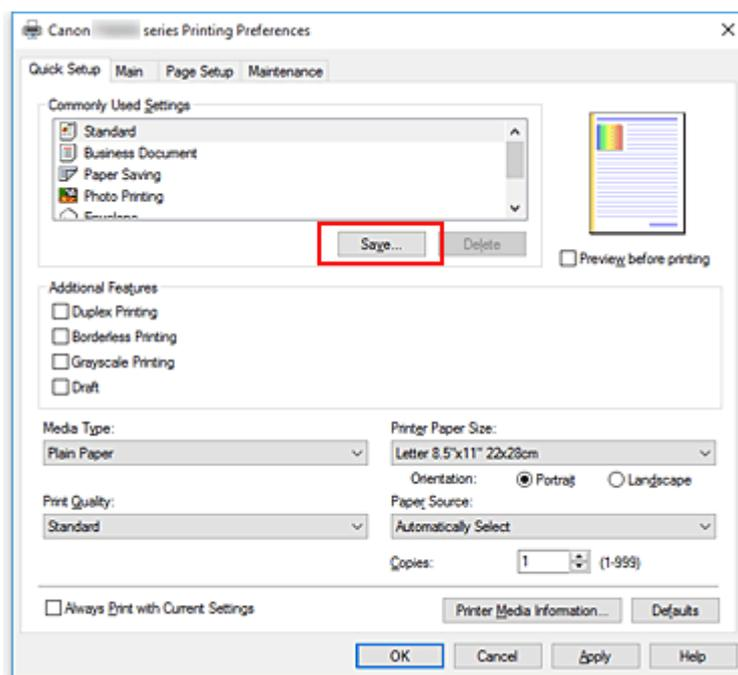 Canon series Printing Preferences
Quick Setup Main Page Setup Maintenance
Commonly Used Settings
Standard
Business Document
Paper Saving
Photo Printing
Envelope
Save... Delete
Preview before printing
Additional Features
Duplex Printing
Borderless Printing
Grayscale Printing
Draft
Media Type: Printer Paper Size:
Plain Paper Letter 8.5"x11" 22x28cm
Orientation: Portrait Landscape
Print Quality: Paper Source:
Standard Automatically Select
Copies: 1 (1-999)
Always Print with Current Settings Printer Media Information... Defaults
OK Cancel Apply Help